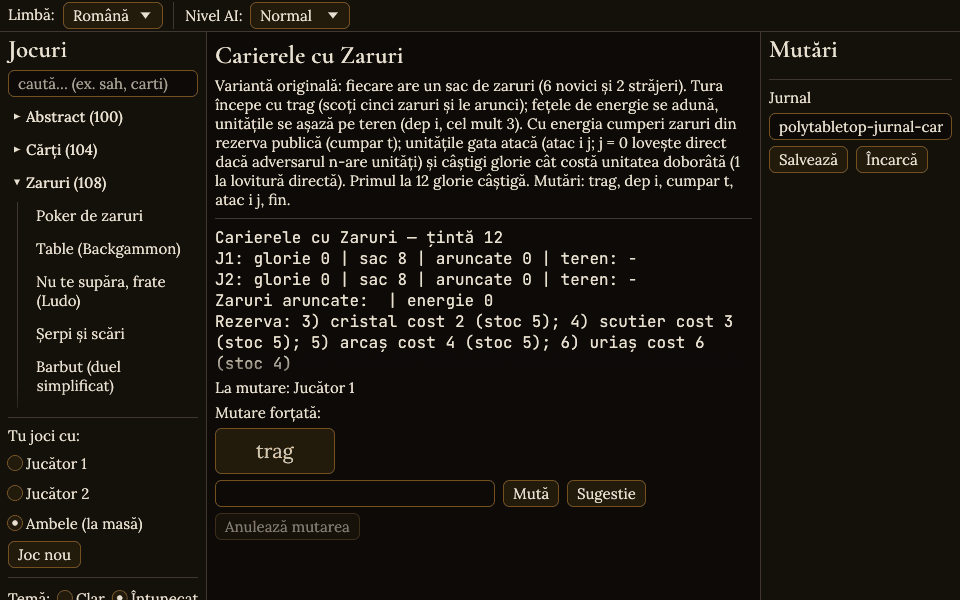 Limbă: Română ▼ Nivel AI: Normal ▼
Jocuri
caută... (ex. sah, carti)
▸ Abstract (100)
▸ Cărți (104)
▾ Zaruri (108)
Poker de zaruri
Table (Backgammon)
Nu te supăra, frate
(Ludo)
Șerpi și scări
Barbut (duel
simplificat)
Tu joci cu:
Jucător 1
Jucător 2
Ambele (la masă)
Joc nou
Temă: Clar Întunecat
Carierele cu Zaruri
Variantă originală: fiecare are un sac de zaruri (6 novici și 2 străjeri). Tura
începe cu trag (scoți cinci zaruri și le arunci); fețele de energie se adună,
unitățile se așază pe teren (dep i, cel mult 3). Cu energia cumperi zaruri din
rezerva publică (cumpar t); unitățile gata atacă (atac i j; j = 0 lovește direct
dacă adversarul n-are unități) și câștigi glorie cât costă unitatea doborâtă (1
la lovitură directă). Primul la 12 glorie câștigă. Mutări: trag, dep i, cumpar t,
atac i j, fin.
Carierele cu Zaruri — țintă 12
J1: glorie 0 | sac 8 | aruncate 0 | teren: -
J2: glorie 0 | sac 8 | aruncate 0 | teren: -
Zaruri aruncate:  | energie 0
Rezerva: 3) cristal cost 2 (stoc 5); 4) scutier cost 3
(stoc 5); 5) arcaș cost 4 (stoc 5); 6) uriaș cost 6
(stoc 4)
La mutare: Jucător 1
Mutare forțată:
trag
Mută Sugestie
Anulează mutarea
Mutări
Jurnal
polytabletop-jurnal-car
Salvează Încarcă